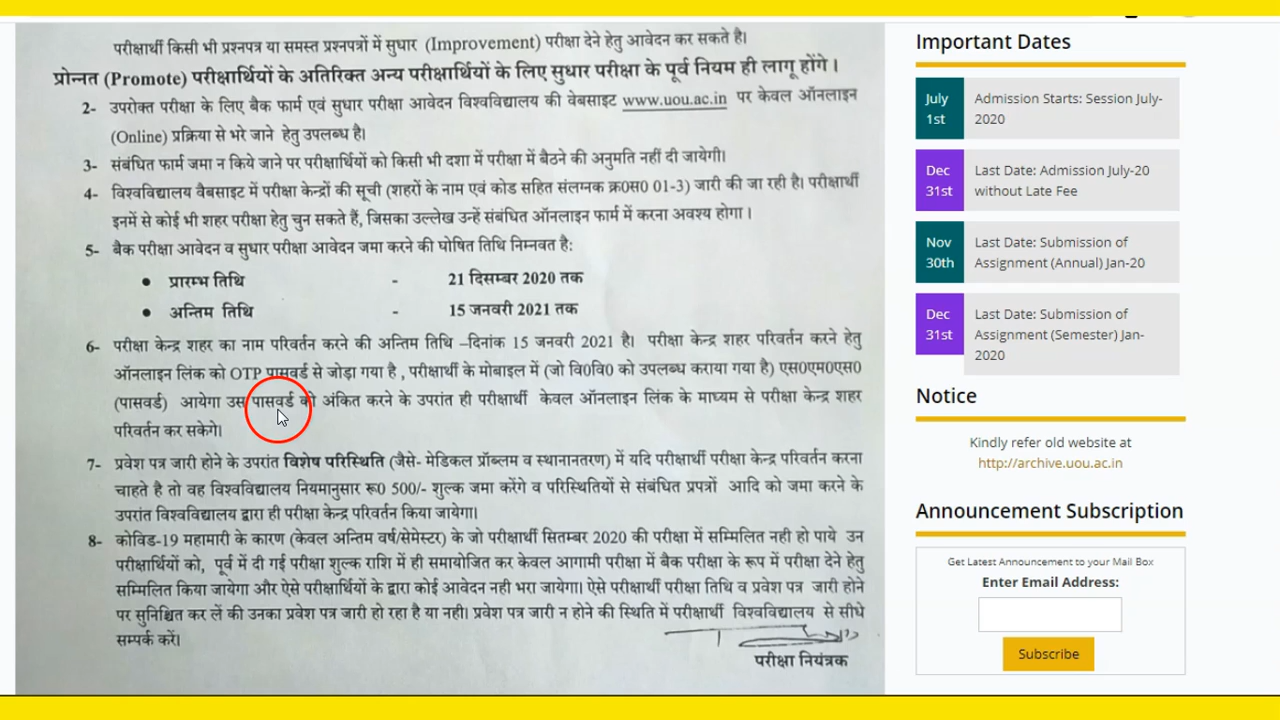 परीक्षार्थी किसी भी प्रश्नपत्र या समस्त प्रश्नपत्रों में सुधार (Improvement) परीक्षा देने हेतु आवेदन कर सकते है।
प्रोन्नत (Promote) परीक्षार्थियों के अतिरिक्त अन्य परीक्षार्थियों के लिए सुधार परीक्षा के पूर्व नियम ही लागू होंगे।
2- उपरोक्त परीक्षा के लिए बैक फार्म एवं सुधार परीक्षा आवेदन विश्वविद्यालय की वेबसाइट www.uou.ac.in पर केवल ऑनलाइन
(Online) प्रक्रिया से भरे जाने हेतु उपलब्ध है।
3- संबंधित फार्म जमा न किये जाने पर परीक्षार्थियों को किसी भी दशा में परीक्षा में बैठने की अनुमति नहीं दी जायेगी।
4- विश्वविद्यालय वैबसाइट में परीक्षा केन्द्रों की सूची (शहरों के नाम एवं कोड सहित संलग्नक क्र0स0 01-3) जारी की जा रही है। परीक्षार्थी
इनमें से कोई भी शहर परीक्षा हेतु चुन सकते हैं, जिसका उल्लेख उन्हें संबंधित ऑनलाइन फार्म में करना अवश्य होगा।
5- बैक परीक्षा आवेदन व सुधार परीक्षा आवेदन जमा करने की घोषित तिथि निम्नवत है:
• प्रारम्भ तिथि - 21 दिसम्बर 2020 तक
• अन्तिम तिथि - 15 जनवरी 2021 तक
6- परीक्षा केन्द्र शहर का नाम परिवर्तन करने की अन्तिम तिथि –दिनांक 15 जनवरी 2021 है। परीक्षा केन्द्र शहर परिवर्तन करने हेतु
ऑनलाइन लिंक को OTP पासवर्ड से जोड़ा गया है , परीक्षार्थी के मोबाइल में (जो वि0वि0 को उपलब्ध कराया गया है) एस0एम0एस0
(पासवर्ड) आयेगा उस पासवर्ड को अंकित करने के उपरांत ही परीक्षार्थी केवल ऑनलाइन लिंक के माध्यम से परीक्षा केन्द्र शहर
परिवर्तन कर सकेगे।
7- प्रवेश पत्र जारी होने के उपरांत विशेष परिस्थिति (जैसे- मेडिकल प्रॉब्लम व स्थानानतरण) में यदि परीक्षार्थी परीक्षा केन्द्र परिवर्तन करना
चाहते है तो वह विश्वविद्यालय नियमानुसार रू0 500/- शुल्क जमा करेंगे व परिस्थितियों से संबंधित प्रपत्रों आदि को जमा करने के
उपरांत विश्वविद्यालय द्वारा ही परीक्षा केन्द्र परिवर्तन किया जायेगा।
8- कोविड-19 महामारी के कारण (केवल अन्तिम वर्ष/सेमेस्टर) के जो परीक्षार्थी सितम्बर 2020 की परीक्षा में सम्मिलित नही हो पाये उन
परीक्षार्थियों को, पूर्व में दी गई परीक्षा शुल्क राशि में ही समायोजित कर केवल आगामी परीक्षा में बैक परीक्षा के रूप में परीक्षा देने हेतु
सम्मिलित किया जायेगा और ऐसे परीक्षार्थियों के द्वारा कोई आवेदन नही भरा जायेगा। ऐसे परीक्षार्थी परीक्षा तिथि व प्रवेश पत्र जारी होने
पर सुनिश्चित कर लें की उनका प्रवेश पत्र जारी हो रहा है या नही। प्रवेश पत्र जारी न होने की स्थिति में परीक्षार्थी विश्वविद्यालय से सीधे
सम्पर्क करें।
परीक्षा नियंत्रक
Important Dates
July 1st Admission Starts: Session July-
2020
Dec 31st Last Date: Admission July-20
without Late Fee
Nov 30th Last Date: Submission of
Assignment (Annual) Jan-20
Dec 31st Last Date: Submission of
Assignment (Semester) Jan-
2020
Notice
Kindly refer old website at
http://archive.uou.ac.in
Announcement Subscription
Get Latest Announcement to your Mail Box
Enter Email Address:
Subscribe